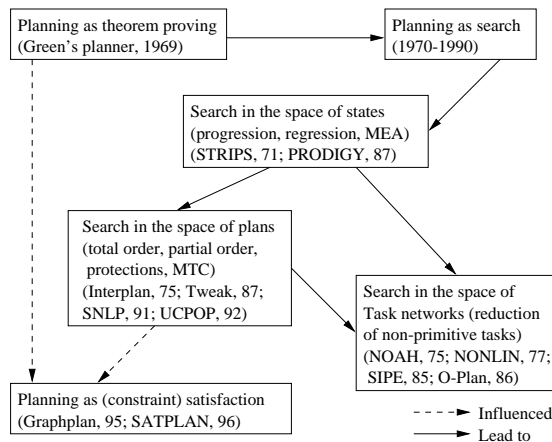 Planning as theorem proving
(Green's planner, 1969)
Planning as search
(1970-1990)
Search in the space of states
(progression, regression, MEA)
(STRIPS, 71; PRODIGY, 87)
Search in the space of plans
(total order, partial order,
protections, MTC)
(Interplan, 75; Tweak, 87;
SNLP, 91; UCPOP, 92)
Search in the space of
Task networks (reduction
of non-primitive tasks)
(NOAH, 75; NONLIN, 77;
SIPE, 85; O-Plan, 86)
Planning as (constraint) satisfaction
(Graphplan, 95; SATPLAN, 96)
Influenced
Lead to